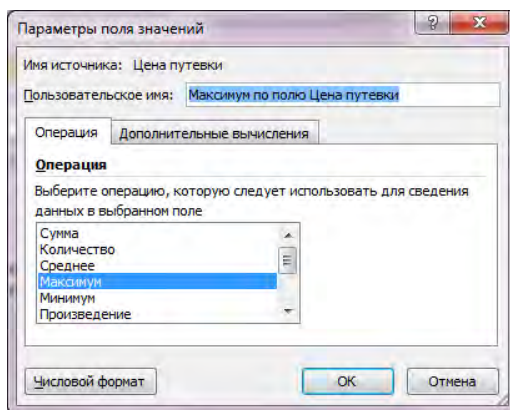 Параметры поля значений
Имя источника: Цена путевки
Пользовательское имя: Максимум по полю Цена путевки
Операция Дополнительные вычисления
Операция
Выберите операцию, которую следует использовать для сведения
данных в выбранном поле
Сумма
Количество
Среднее
Максимум
Минимум
Произведение
Числовой формат ОК Отмена